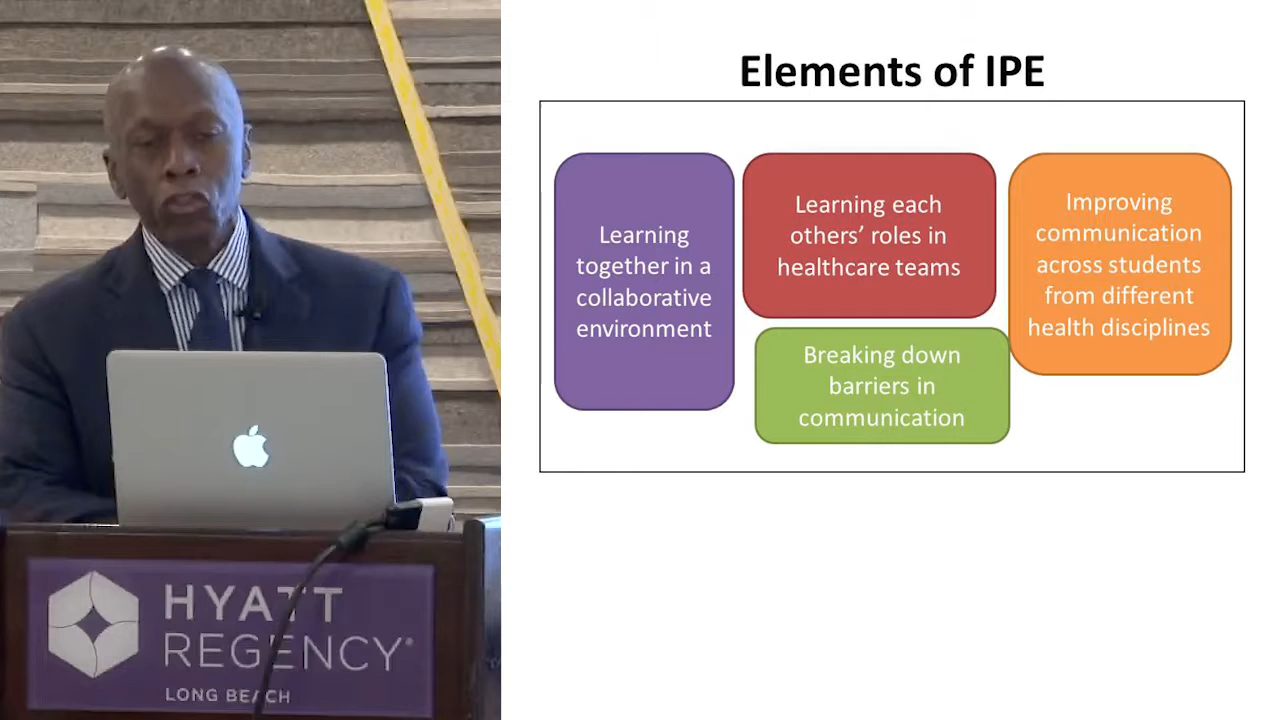 Elements of IPE
Learning
together in a
collaborative
environment
Learning each
others’ roles in
healthcare teams
Breaking down
barriers in
communication
Improving
communication
across students
from different
health disciplines
HYATT
REGENCY®
LONG BEACH